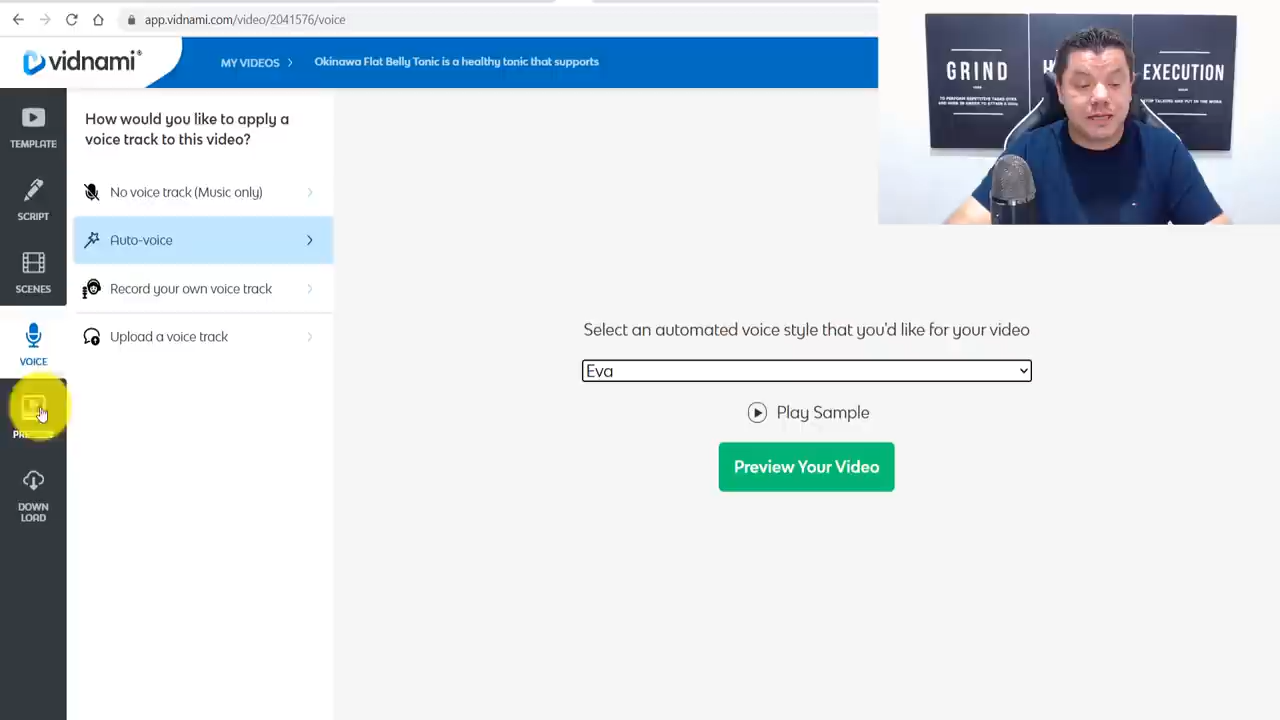 app.vidnami.com/video/2041576/voice
vidnami®
MY VIDEOS
Okinawa Flat Belly Tonic is a healthy tonic that supports
GRIND
H
EXECUTION
TEMPLATE
SCRIPT
SCENES
VOICE
DOWN
LOAD
How would you like to apply a
voice track to this video?
No voice track (Music only)
Auto-voice
Record your own voice track
Upload a voice track
Select an automated voice style that you'd like for your video
Eva
Play Sample
Preview Your Video